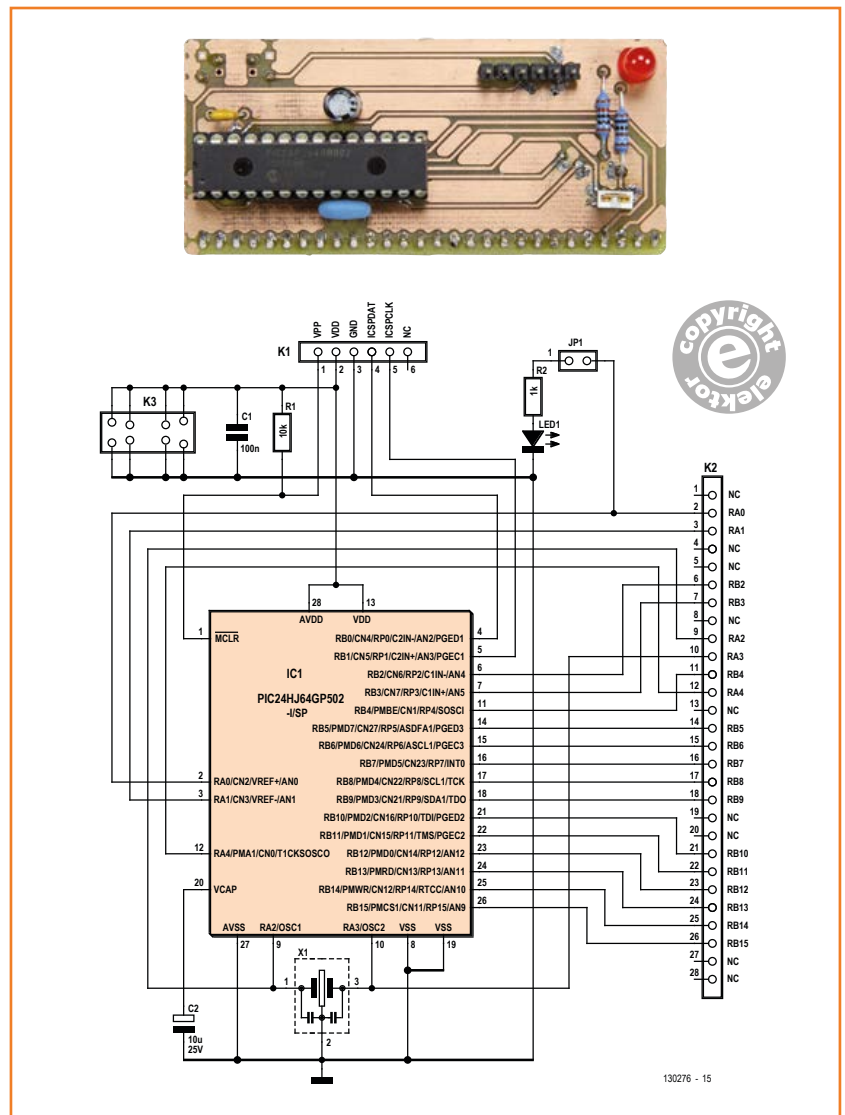 copyright
e
elektor
K1
VPP
VDD
GND
ICSPDAT
ICSPCLK
NC
1 2 3 4 5 6
JP1
1
R2
1k
LED1
K3
C1
100n
R1
10k
K2
1 NC
2 RA0
3 RA1
4 NC
5 NC
6 RB2
7 RB3
8 NC
9 RA2
10 RA3
11 RB4
12 RA4
13 NC
14 RB5
15 RB6
16 RB7
17 RB8
18 RB9
19 NC
20 NC
21 RB10
22 RB11
23 RB12
24 RB13
25 RB14
26 RB15
27 NC
28 NC
28 13
AVDD VDD
1 MCLR
IC1
PIC24HJ64GP502
-I/SP
RB0/CN4/RP0/C2IN-/AN2/PGED1 4
RB1/CN5/RP1/C2IN+/AN3/PGEC1 5
RB2/CN6/RP2/C1IN-/AN4 6
RB3/CN7/RP3/C1IN+/AN5 7
RB4/PMBE/CN1/RP4/SOSCI 11
RB5/PMD7/CN27/RP5/ASDFA1/PGED3 14
RB6/PMD6/CN24/RP6/ASCL1/PGEC3 15
RB7/PMD5/CN23/RP7/INT0 16
2 RA0/CN2/VREF+/AN0
RB8/PMD4/CN22/RP8/SCL1/TCK 17
3 RA1/CN3/VREF-/AN1
RB9/PMD3/CN21/RP9/SDA1/TDO 18
RB10/PMD2/CN16/RP10/TDI/PGED2 21
RB11/PMD1/CN15/RP11/TMS/PGEC2 22
12 RA4/PMA1/CN0/T1CKSOSCO
RB12/PMD0/CN14/RP12/AN12 23
RB13/PMRD/CN13/RP13/AN11 24
20 VCAP
RB14/PMWR/CN12/RP14/RTCC/AN10 25
RB15/PMCS1/CN11/RP15/AN9 26
AVSS RA2/OSC1 RA3/OSC2 VSS VSS
27 9 10 8 19
X1
1 3
2
C2
10u
25V
130276 - 15